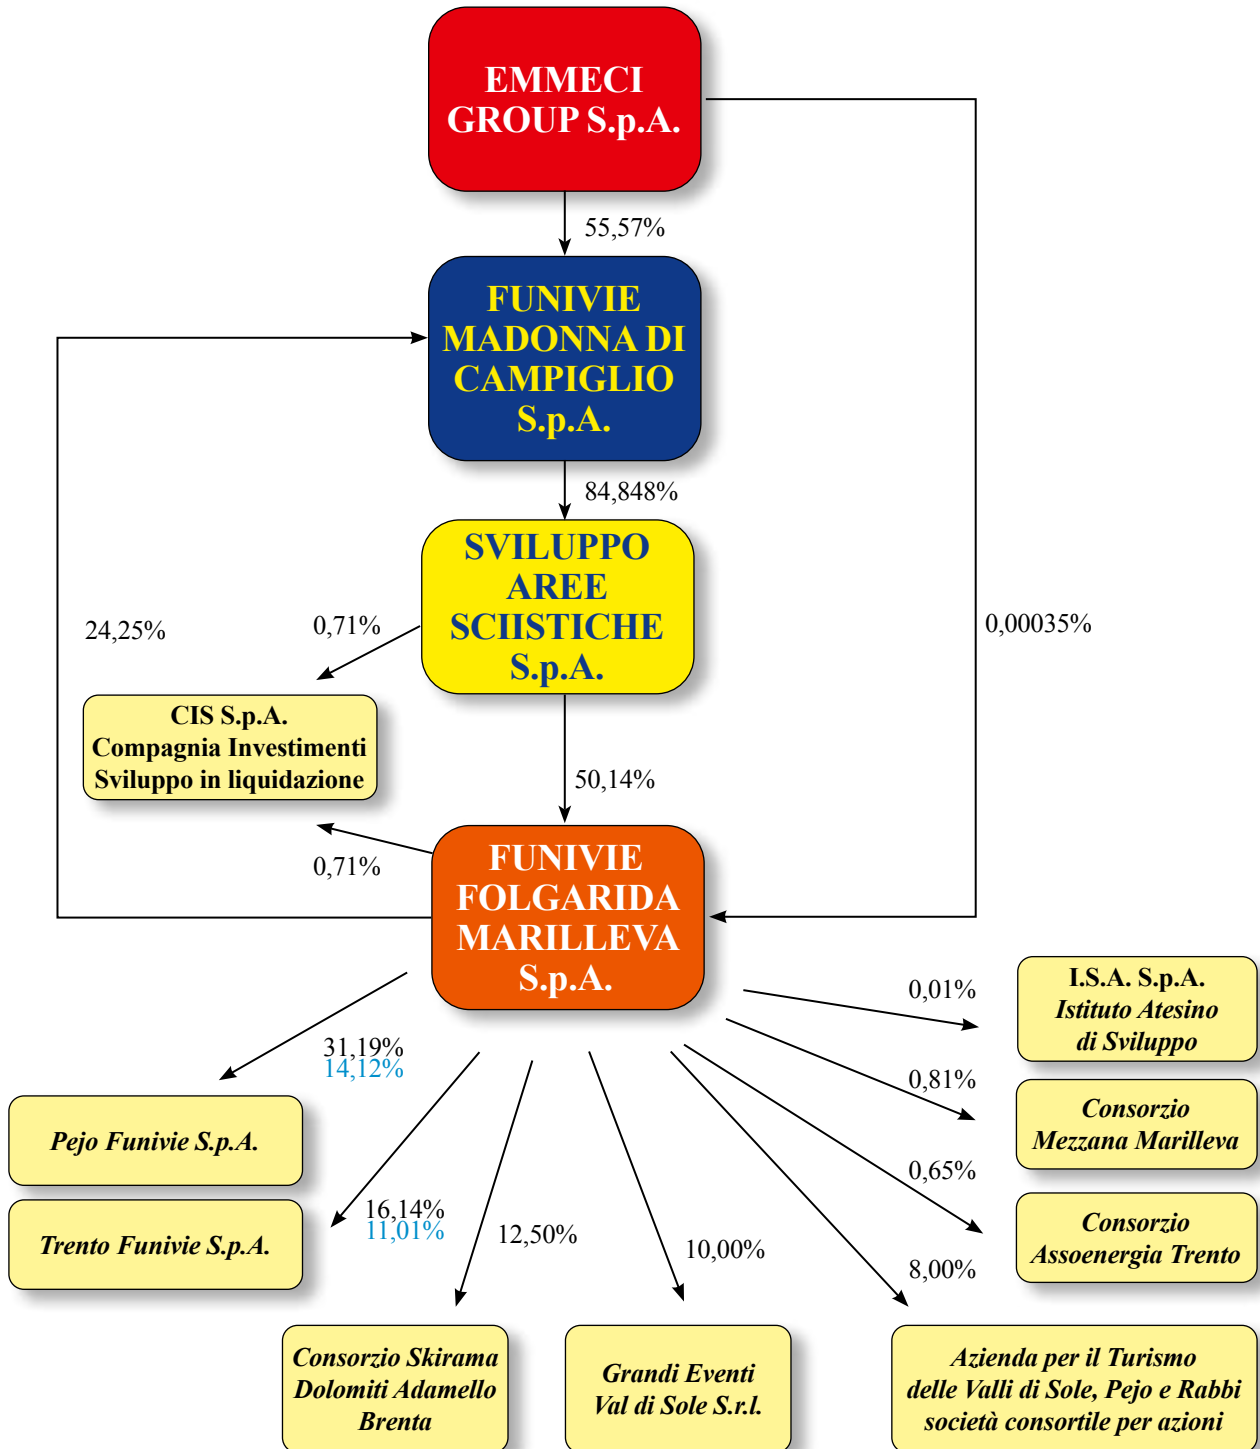 EMMECI
GROUP S.p.A.
55,57%
FUNIVIE
MADONNA DI
CAMPIGLIO
S.p.A.
84,848%
SVILUPPO
AREE
SCIISTICHE
S.p.A.
24,25%
0,71%
0,00035%
CIS S.p.A.
Compagnia Investimenti
Sviluppo in liquidazione
50,14%
0,71%
FUNIVIE
FOLGARIDA
MARILLEVA
S.p.A.
0,01%
I.S.A. S.p.A.
Istituto Atesino
di Sviluppo
31,19%
14,12%
0,81%
Consorzio
Mezzana Marilleva
Pejo Funivie S.p.A.
0,65%
Consorzio
Assoenergia Trento
16,14%
11,01%
Trento Funivie S.p.A.
12,50%
10,00%
8,00%
Consorzio Skirama
Dolomiti Adamello
Brenta
Grandi Eventi
Val di Sole S.r.l.
Azienda per il Turismo
delle Valli di Sole, Pejo e Rabbi
società consortile per azioni